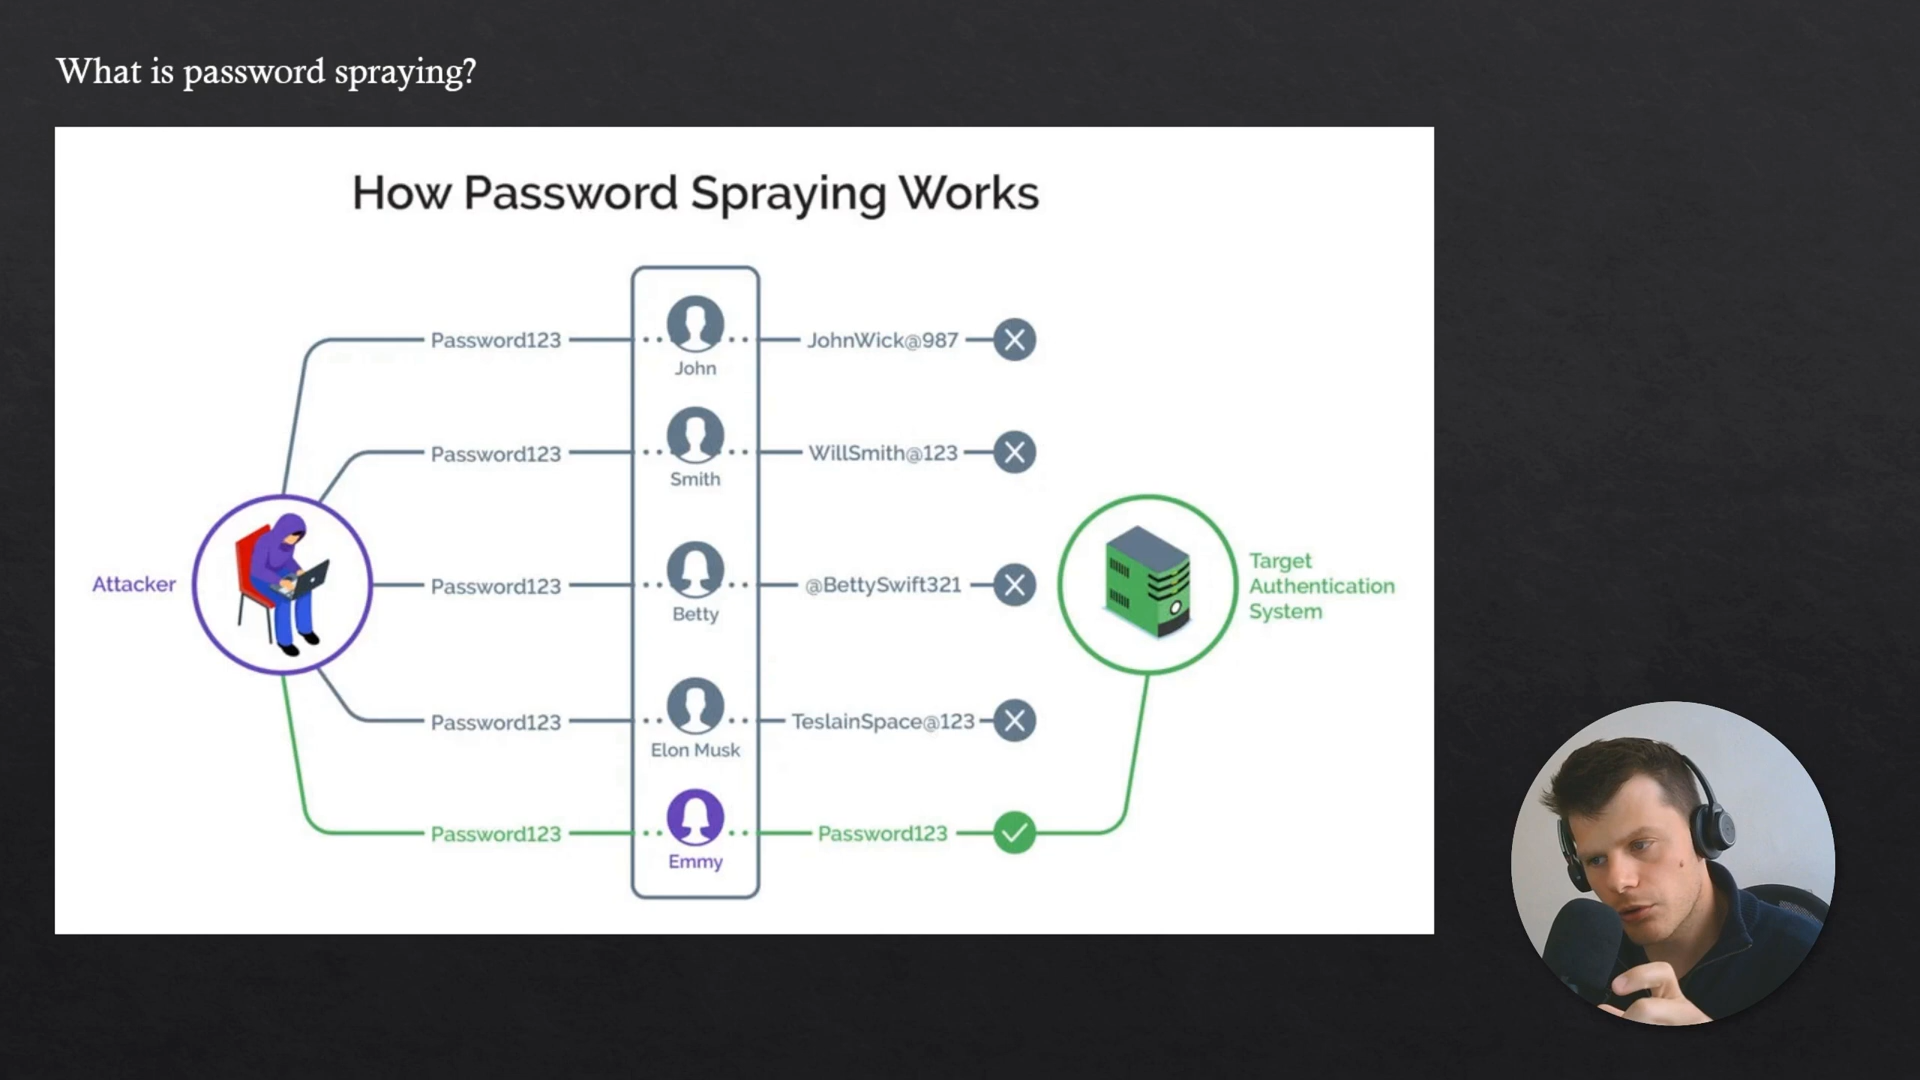 What is password spraying?
How Password Spraying Works
Password123
John
JohnWick@987
Password123
Smith
WillSmith@123
Attacker
Password123
Betty
@BettySwift321
Target
Authentication
System
Password123
Elon Musk
TeslainSpace@123
Password123
Emmy
Password123